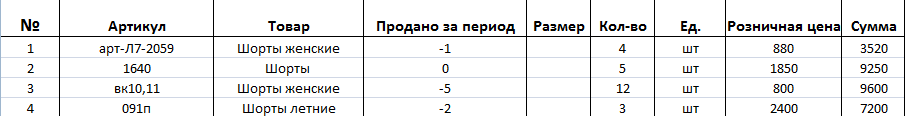 № Артикул Товар Продано за период Размер Кол-во Ед. Розничная цена Сумма
1 арт-Л7-2059 Шорты женские -1 4 шт 880 3520
2 1640 Шорты 0 5 шт 1850 9250
3 вк10,11 Шорты женские -5 12 шт 800 9600
4 091п Шорты летние -2 3 шт 2400 7200